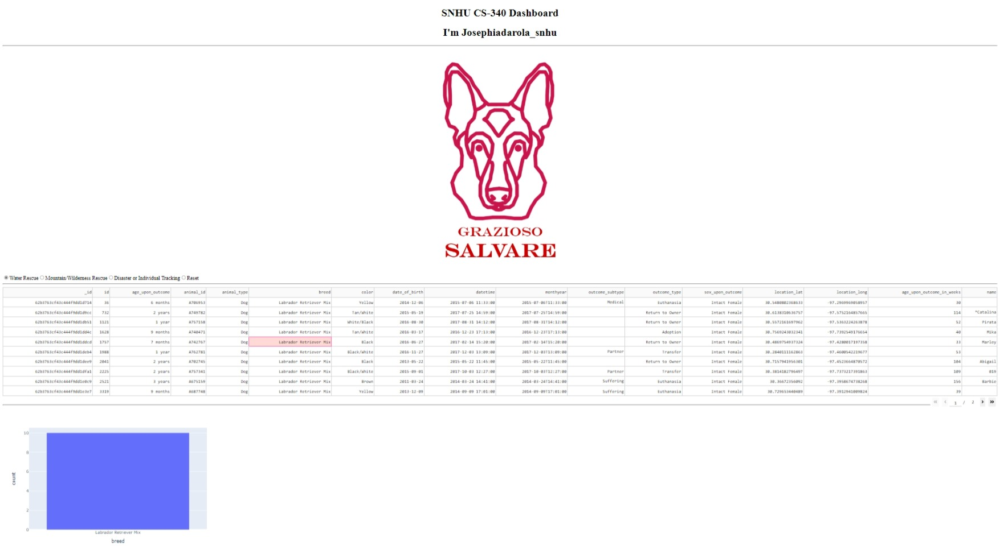 SNHU CS-340 Dashboard
I'm Josephiadarola_snhu
GRAZIOSO
SALVARE
Water Rescue Mountain/Wilderness Rescue Disaster or Individual Tracking Reset
_id id age_upon_outcome animal_id animal_type breed color date_of_birth datetime monthyear outcome_subtype outcome_type sex_upon_outcome location_lat location_long age_upon_outcome_in_weeks name
62b3763cf43c444f9dd1d714 36 6 months A706953 Dog Labrador Retriever Mix Yellow 2014-12-06 2015-07-06 11:33:00 2015-07-06T11:33:00 Medical Euthanasia Intact Female 30.5480802368633 -97.2969969058957 30
62b3763cf43c444f9dd1d9cc 732 2 years A749782 Dog Labrador Retriever Mix Tan/White 2015-05-19 2017-07-25 14:59:00 2017-07-25T14:59:00 Return to Owner Intact Female 30.6138310636757 -97.5752164857665 114 *Catalina
62b3763cf43c444f9dd1db51 1121 1 year A757158 Dog Labrador Retriever Mix White/Black 2016-08-30 2017-08-31 14:12:00 2017-08-31T14:12:00 Return to Owner Intact Female 30.5572161697962 -97.5363224263878 52 Pirata
62b3763cf43c444f9dd1dd4c 1628 9 months A740471 Dog Labrador Retriever Mix Tan/White 2016-03-17 2016-12-23 17:13:00 2016-12-23T17:13:00 Adoption Intact Female 30.7569243032341 -97.7392549176654 40 Mika
62b3763cf43c444f9dd1ddcd 1757 7 months A742767 Dog Labrador Retriever Mix Black 2016-06-27 2017-02-14 15:20:00 2017-02-14T15:20:00 Return to Owner Intact Female 30.4869754937324 -97.4280017197358 33 Marley
62b3763cf43c444f9dd1deb4 1988 1 year A762781 Dog Labrador Retriever Mix Black/White 2016-11-27 2017-12-03 13:09:00 2017-12-03T13:09:00 Partner Transfer Intact Female 30.2840111162863 -97.4600542219677 53
62b3763cf43c444f9dd1dee9 2041 2 years A702745 Dog Labrador Retriever Mix Black 2013-05-22 2015-05-22 11:45:00 2015-05-22T11:45:00 Return to Owner Intact Female 30.7157941956301 -97.4523664870572 104 Abigail
62b3763cf43c444f9dd1dfa1 2225 2 years A757341 Dog Labrador Retriever Mix Black/White 2015-09-01 2017-10-03 12:27:00 2017-10-03T12:27:00 Partner Transfer Intact Female 30.3814182796497 -97.7373217391863 109 019
62b3763cf43c444f9dd1e0c9 2521 3 years A675159 Dog Labrador Retriever Mix Brown 2011-03-24 2014-03-24 14:41:00 2014-03-24T14:41:00 Suffering Euthanasia Intact Female 30.36672356092 -97.3958674738268 156 Barbie
62b3763cf43c444f9dd1e3e7 3319 9 months A687748 Dog Labrador Retriever Mix Yellow 2013-12-09 2014-09-09 17:01:00 2014-09-09T17:01:00 Suffering Euthanasia Intact Female 30.729653440489 -97.3912941009824 39
« ‹ 1 / 2 › »
10
8
6
4
2
0
count
Labrador Retriever Mix
breed